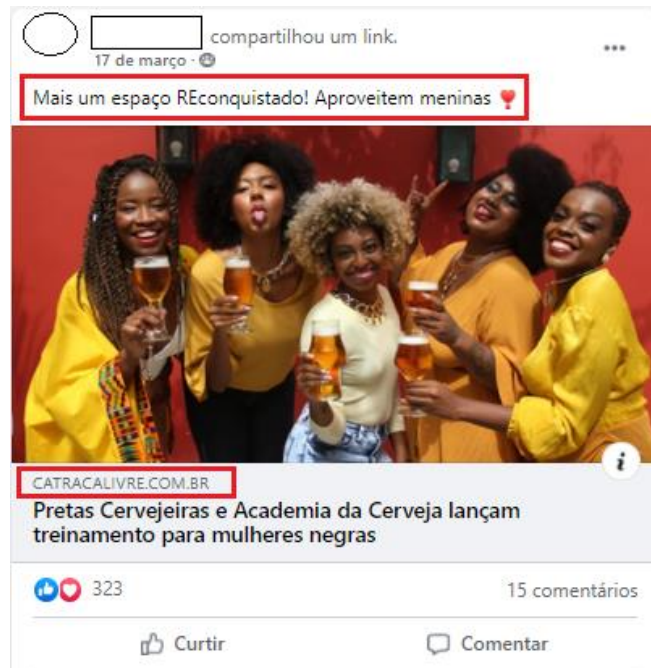 compartilhou um link.
17 de março ·
Mais um espaço REconquistado! Aproveitem meninas
CATRACALIVRE.COM.BR
Pretas Cervejeiras e Academia da Cerveja lançam
treinamento para mulheres negras
323
15 comentários
Curtir
Comentar